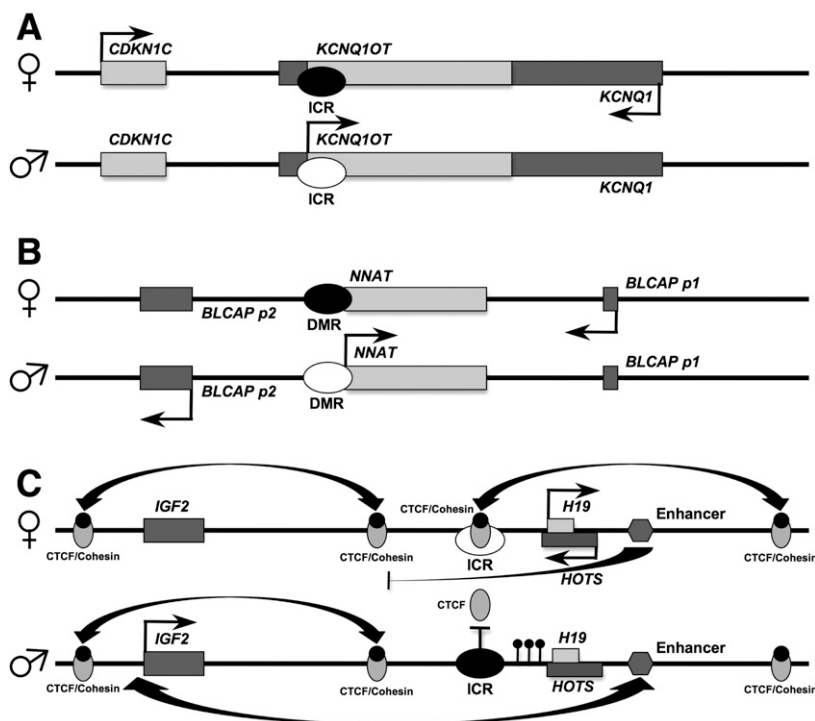 A
CDKN1C
KCNQ1OT
♀
ICR
KCNQ1
CDKN1C
KCNQ1OT
♂
ICR
KCNQ1
B
NNAT
BLCAP p1
♀
BLCAP p2
DMR
NNAT
BLCAP p1
♂
BLCAP p2
DMR
C
IGF2
CTCF/Cohesin
H19
Enhancer
♀
CTCF/Cohesin
CTCF/Cohesin
ICR
HOTS
CTCF/Cohesin
CTCF
IGF2
H19
Enhancer
♂
CTCF/Cohesin
CTCF/Cohesin
ICR
HOTS
CTCF/Cohesin